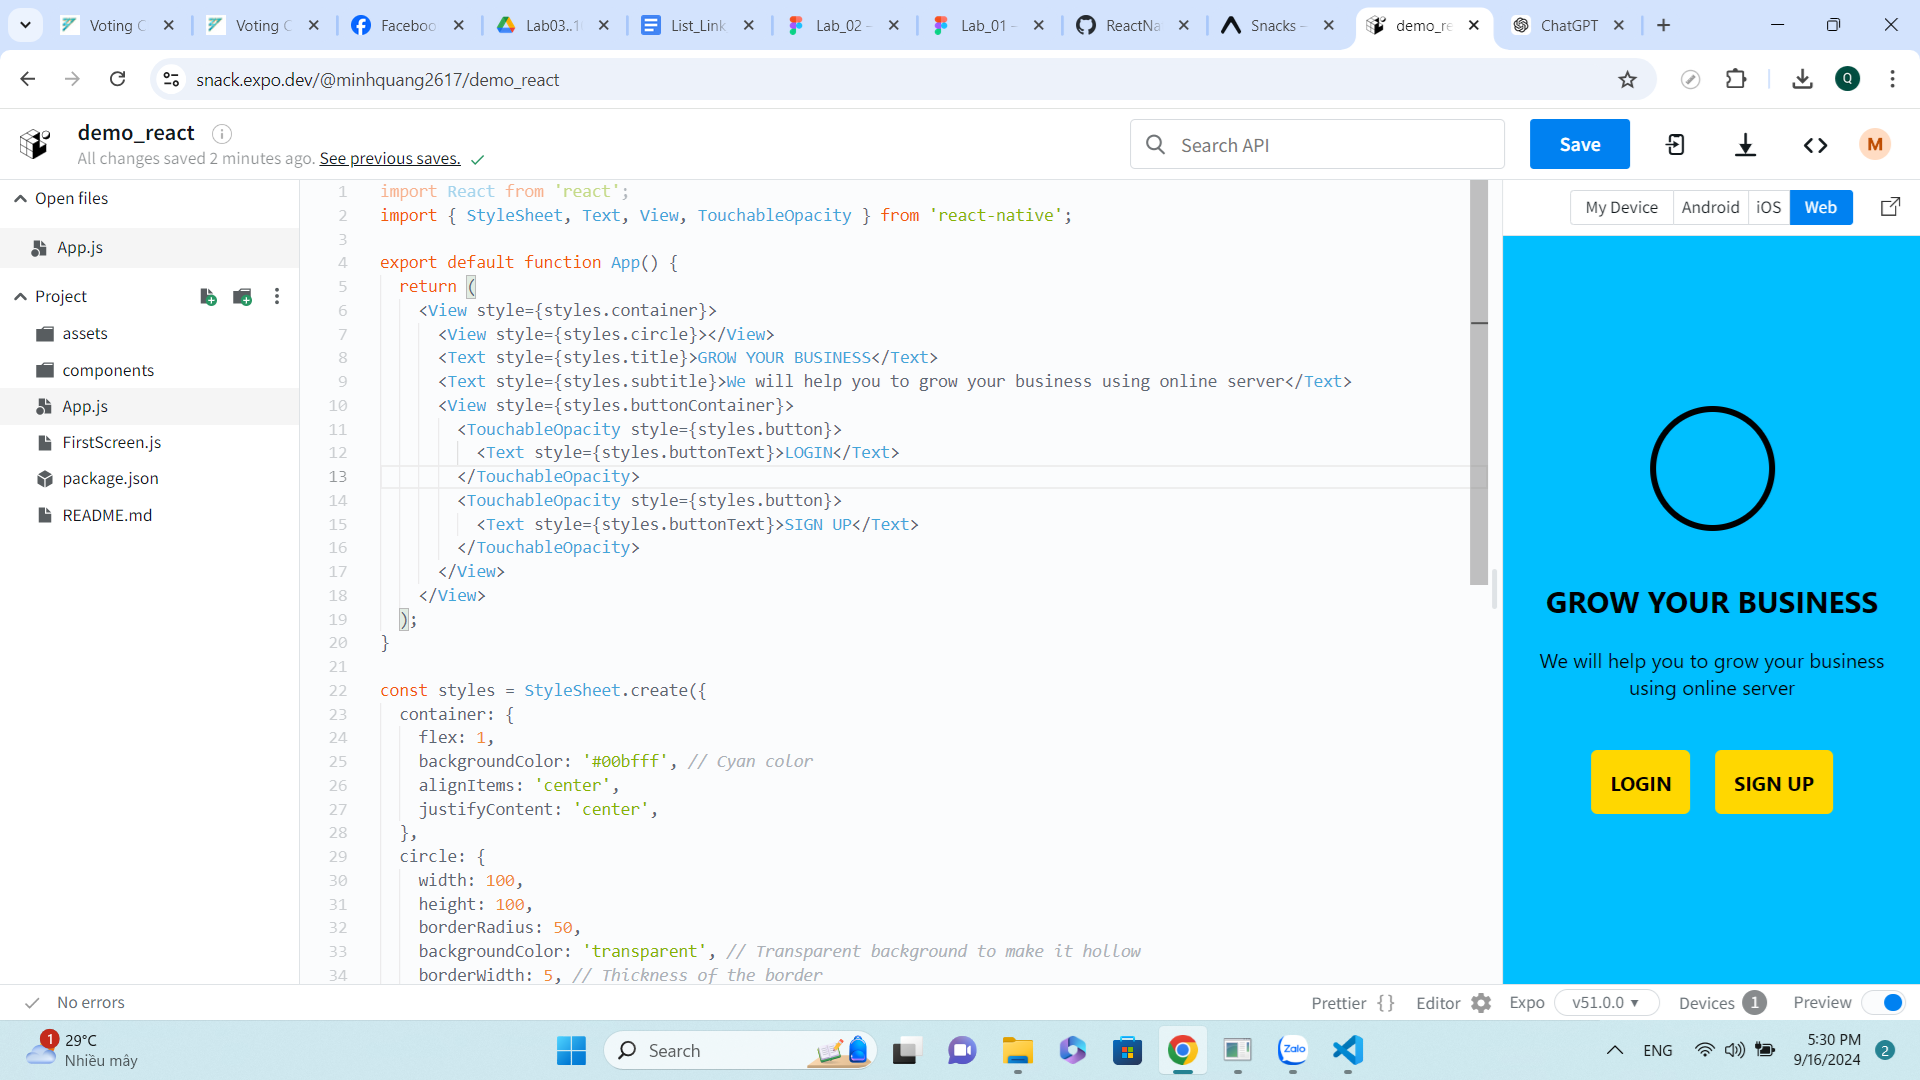 Voting C
Voting C
Faceboo
Lab03..1
List_Link
Lab_02 -
Lab_01 -
ReactNa
Snacks -
demo_re
ChatGPT
snack.expo.dev/@minhquang2617/demo_react
Q
demo_react
All changes saved 2 minutes ago. See previous saves.
Search API
Save
M
Open files
App.js
Project
assets
components
App.js
FirstScreen.js
package.json
README.md
1 import React from 'react';
2 import { StyleSheet, Text, View, TouchableOpacity } from 'react-native';
3
4 export default function App() {
5 return (
6 <View style={styles.container}>
7 <View style={styles.circle}></View>
8 <Text style={styles.title}>GROW YOUR BUSINESS</Text>
9 <Text style={styles.subtitle}>We will help you to grow your business using online server</Text>
10 <View style={styles.buttonContainer}>
11 <TouchableOpacity style={styles.button}>
12 <Text style={styles.buttonText}>LOGIN</Text>
13 </TouchableOpacity>
14 <TouchableOpacity style={styles.button}>
15 <Text style={styles.buttonText}>SIGN UP</Text>
16 </TouchableOpacity>
17 </View>
18 </View>
19 );
20 }
21
22 const styles = StyleSheet.create({
23 container: {
24 flex: 1,
25 backgroundColor: '#00bfff', // Cyan color
26 alignItems: 'center',
27 justifyContent: 'center',
28 },
29 circle: {
30 width: 100,
31 height: 100,
32 borderRadius: 50,
33 backgroundColor: 'transparent', // Transparent background to make it hollow
34 borderWidth: 5, // Thickness of the border
My Device
Android
iOS
Web
GROW YOUR BUSINESS
We will help you to grow your business
using online server
LOGIN
SIGN UP
No errors
Prettier { }
Editor
Expo
v51.0.0
Devices 1
Preview
1
29°C
Nhiều mây
Search
Zalo
ENG
5:30 PM
9/16/2024
2